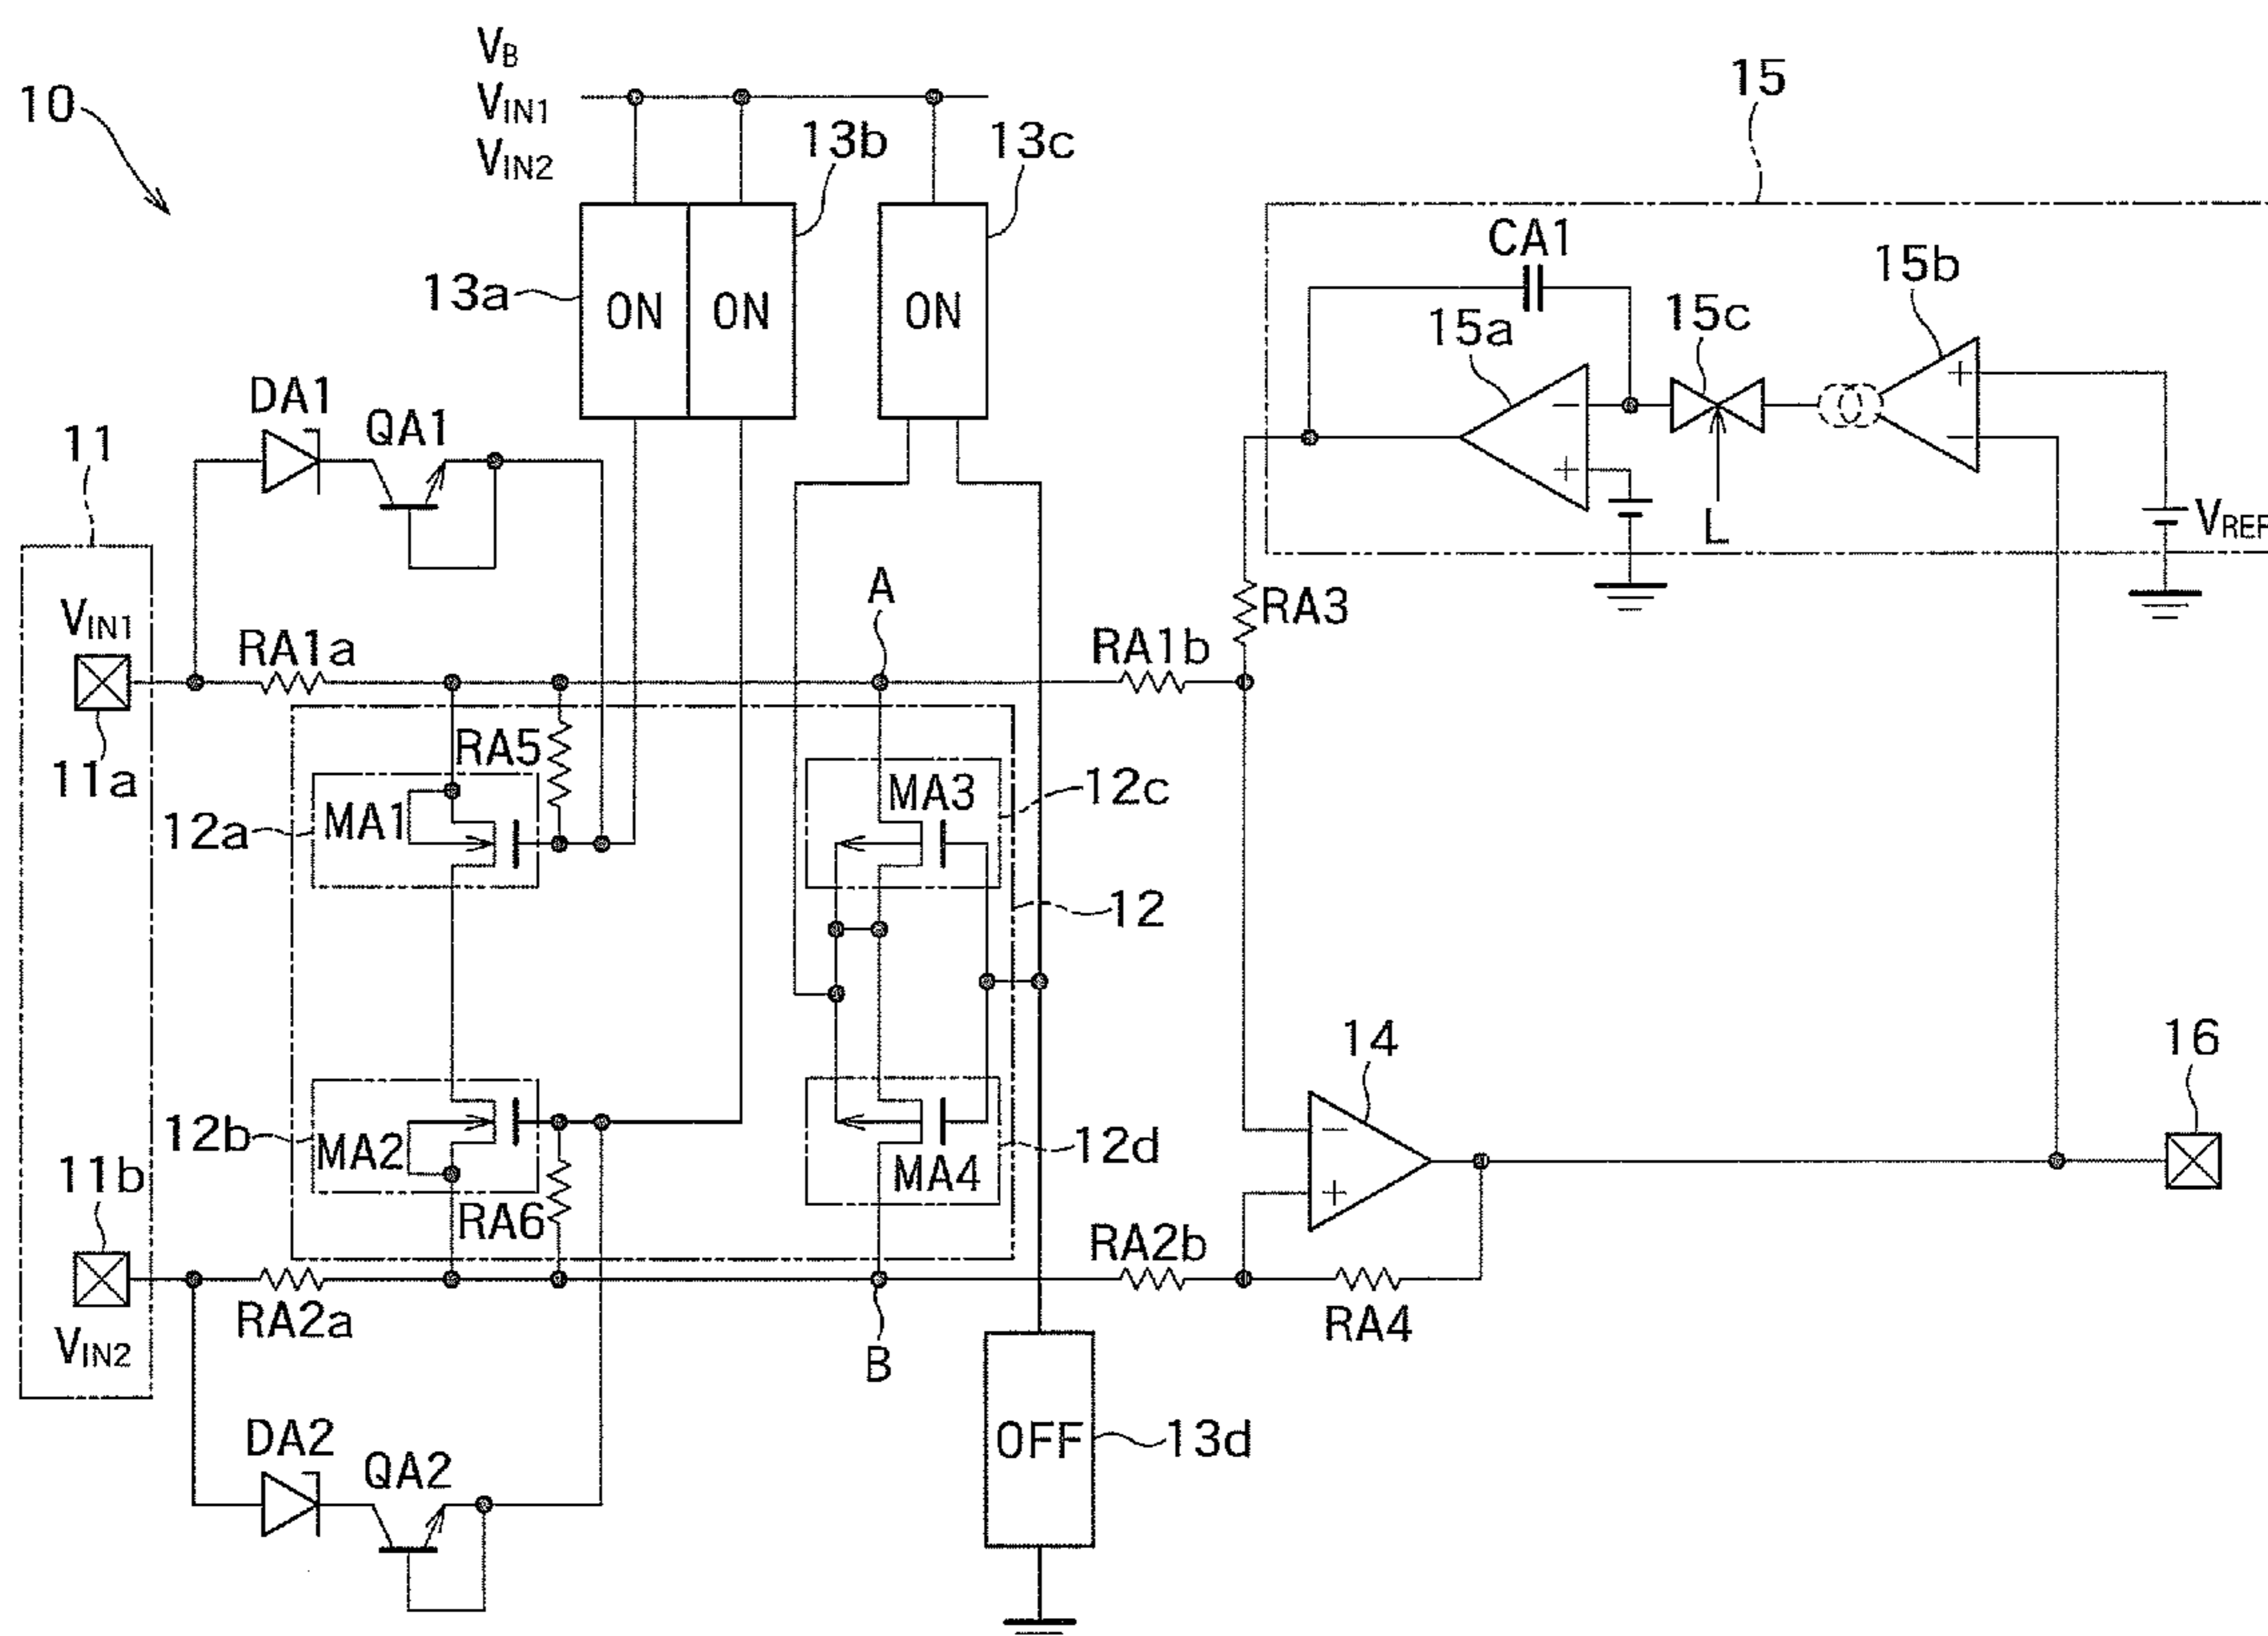 10
VB
VIN1
VIN2
13b
13c
15
13a
ON
ON
ON
CA1
15a
15c
15b
+
−
−
+
L
VREF
DA1
QA1
11
VIN1
11a
RA1a
A
RA1b
RA3
RA5
MA1
12a
MA3
12c
12
12b
MA2
RA6
MA4
12d
14
−
+
16
11b
VIN2
RA2a
B
RA2b
RA4
DA2
QA2
OFF
13d